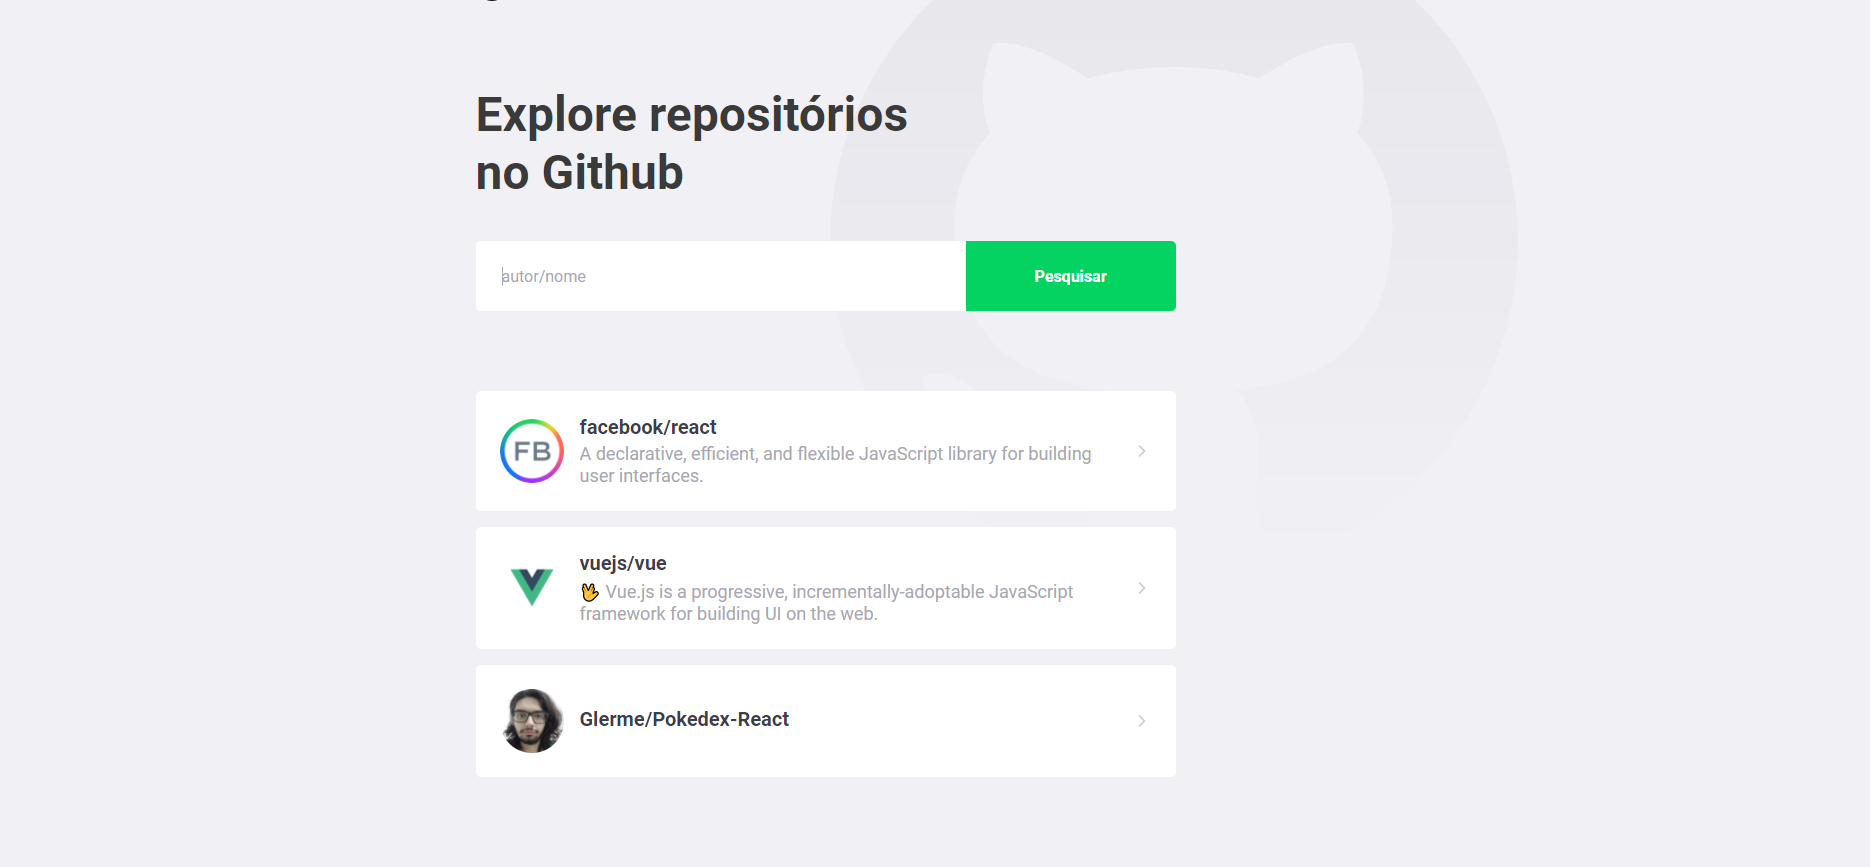 Explore repositórios
no Github
autor/nome
Pesquisar
FB
facebook/react
A declarative, efficient, and flexible JavaScript library for building
user interfaces.
vuejs/vue
🖖 Vue.js is a progressive, incrementally-adoptable JavaScript
framework for building UI on the web.
Glerme/Pokedex-React